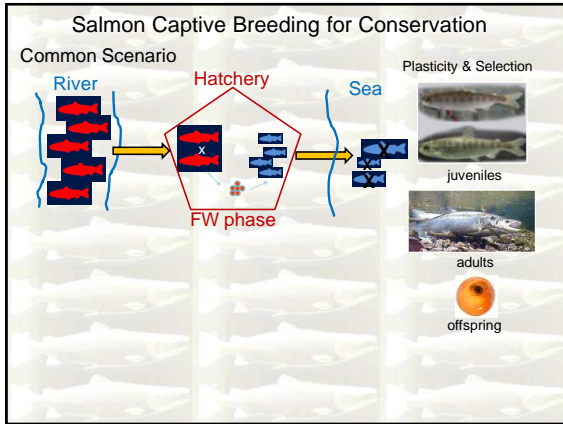 Salmon Captive Breeding for Conservation
Common Scenario
River
Hatchery
Sea
Plasticity & Selection
x
X
X
X
FW phase
juveniles
adults
offspring